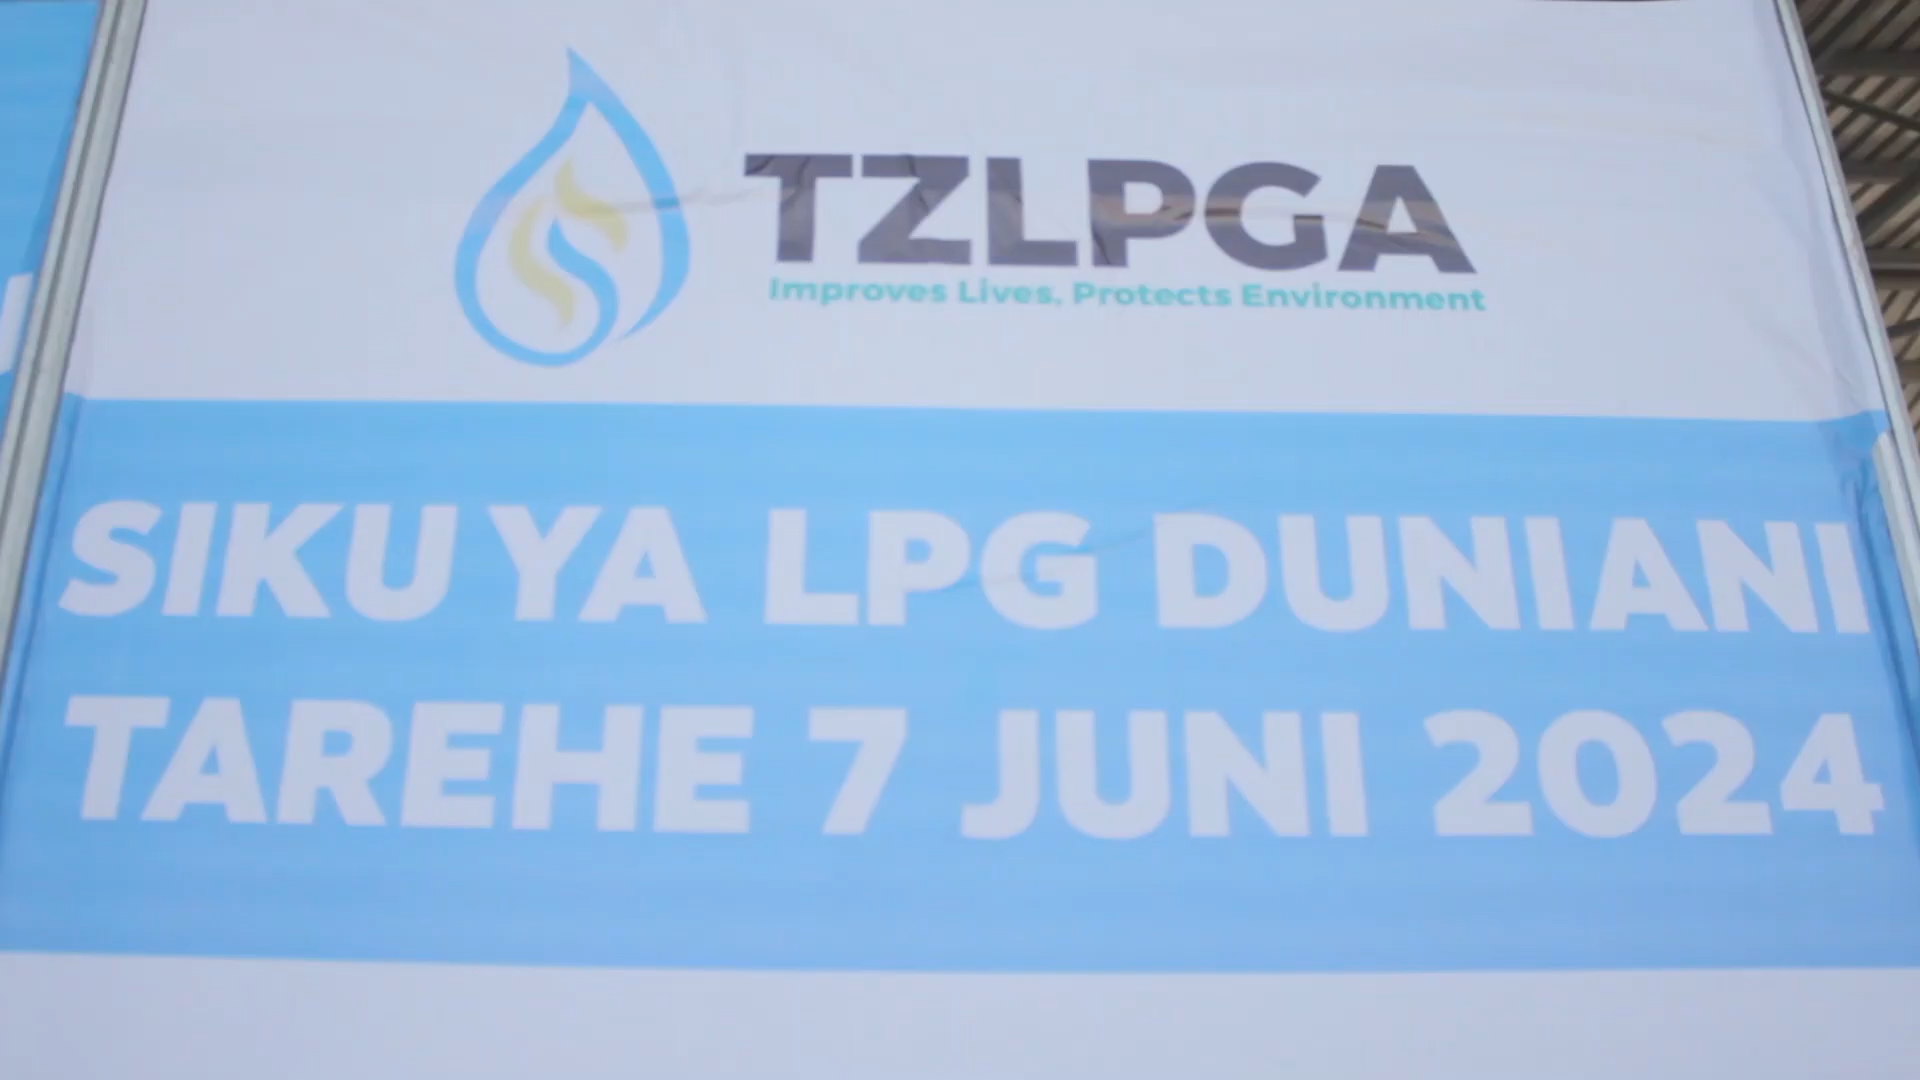 TZLPGA
Improves Lives, Protects Environment
SIKU YA LPG DUNIANI
TAREHE 7 JUNI 2024